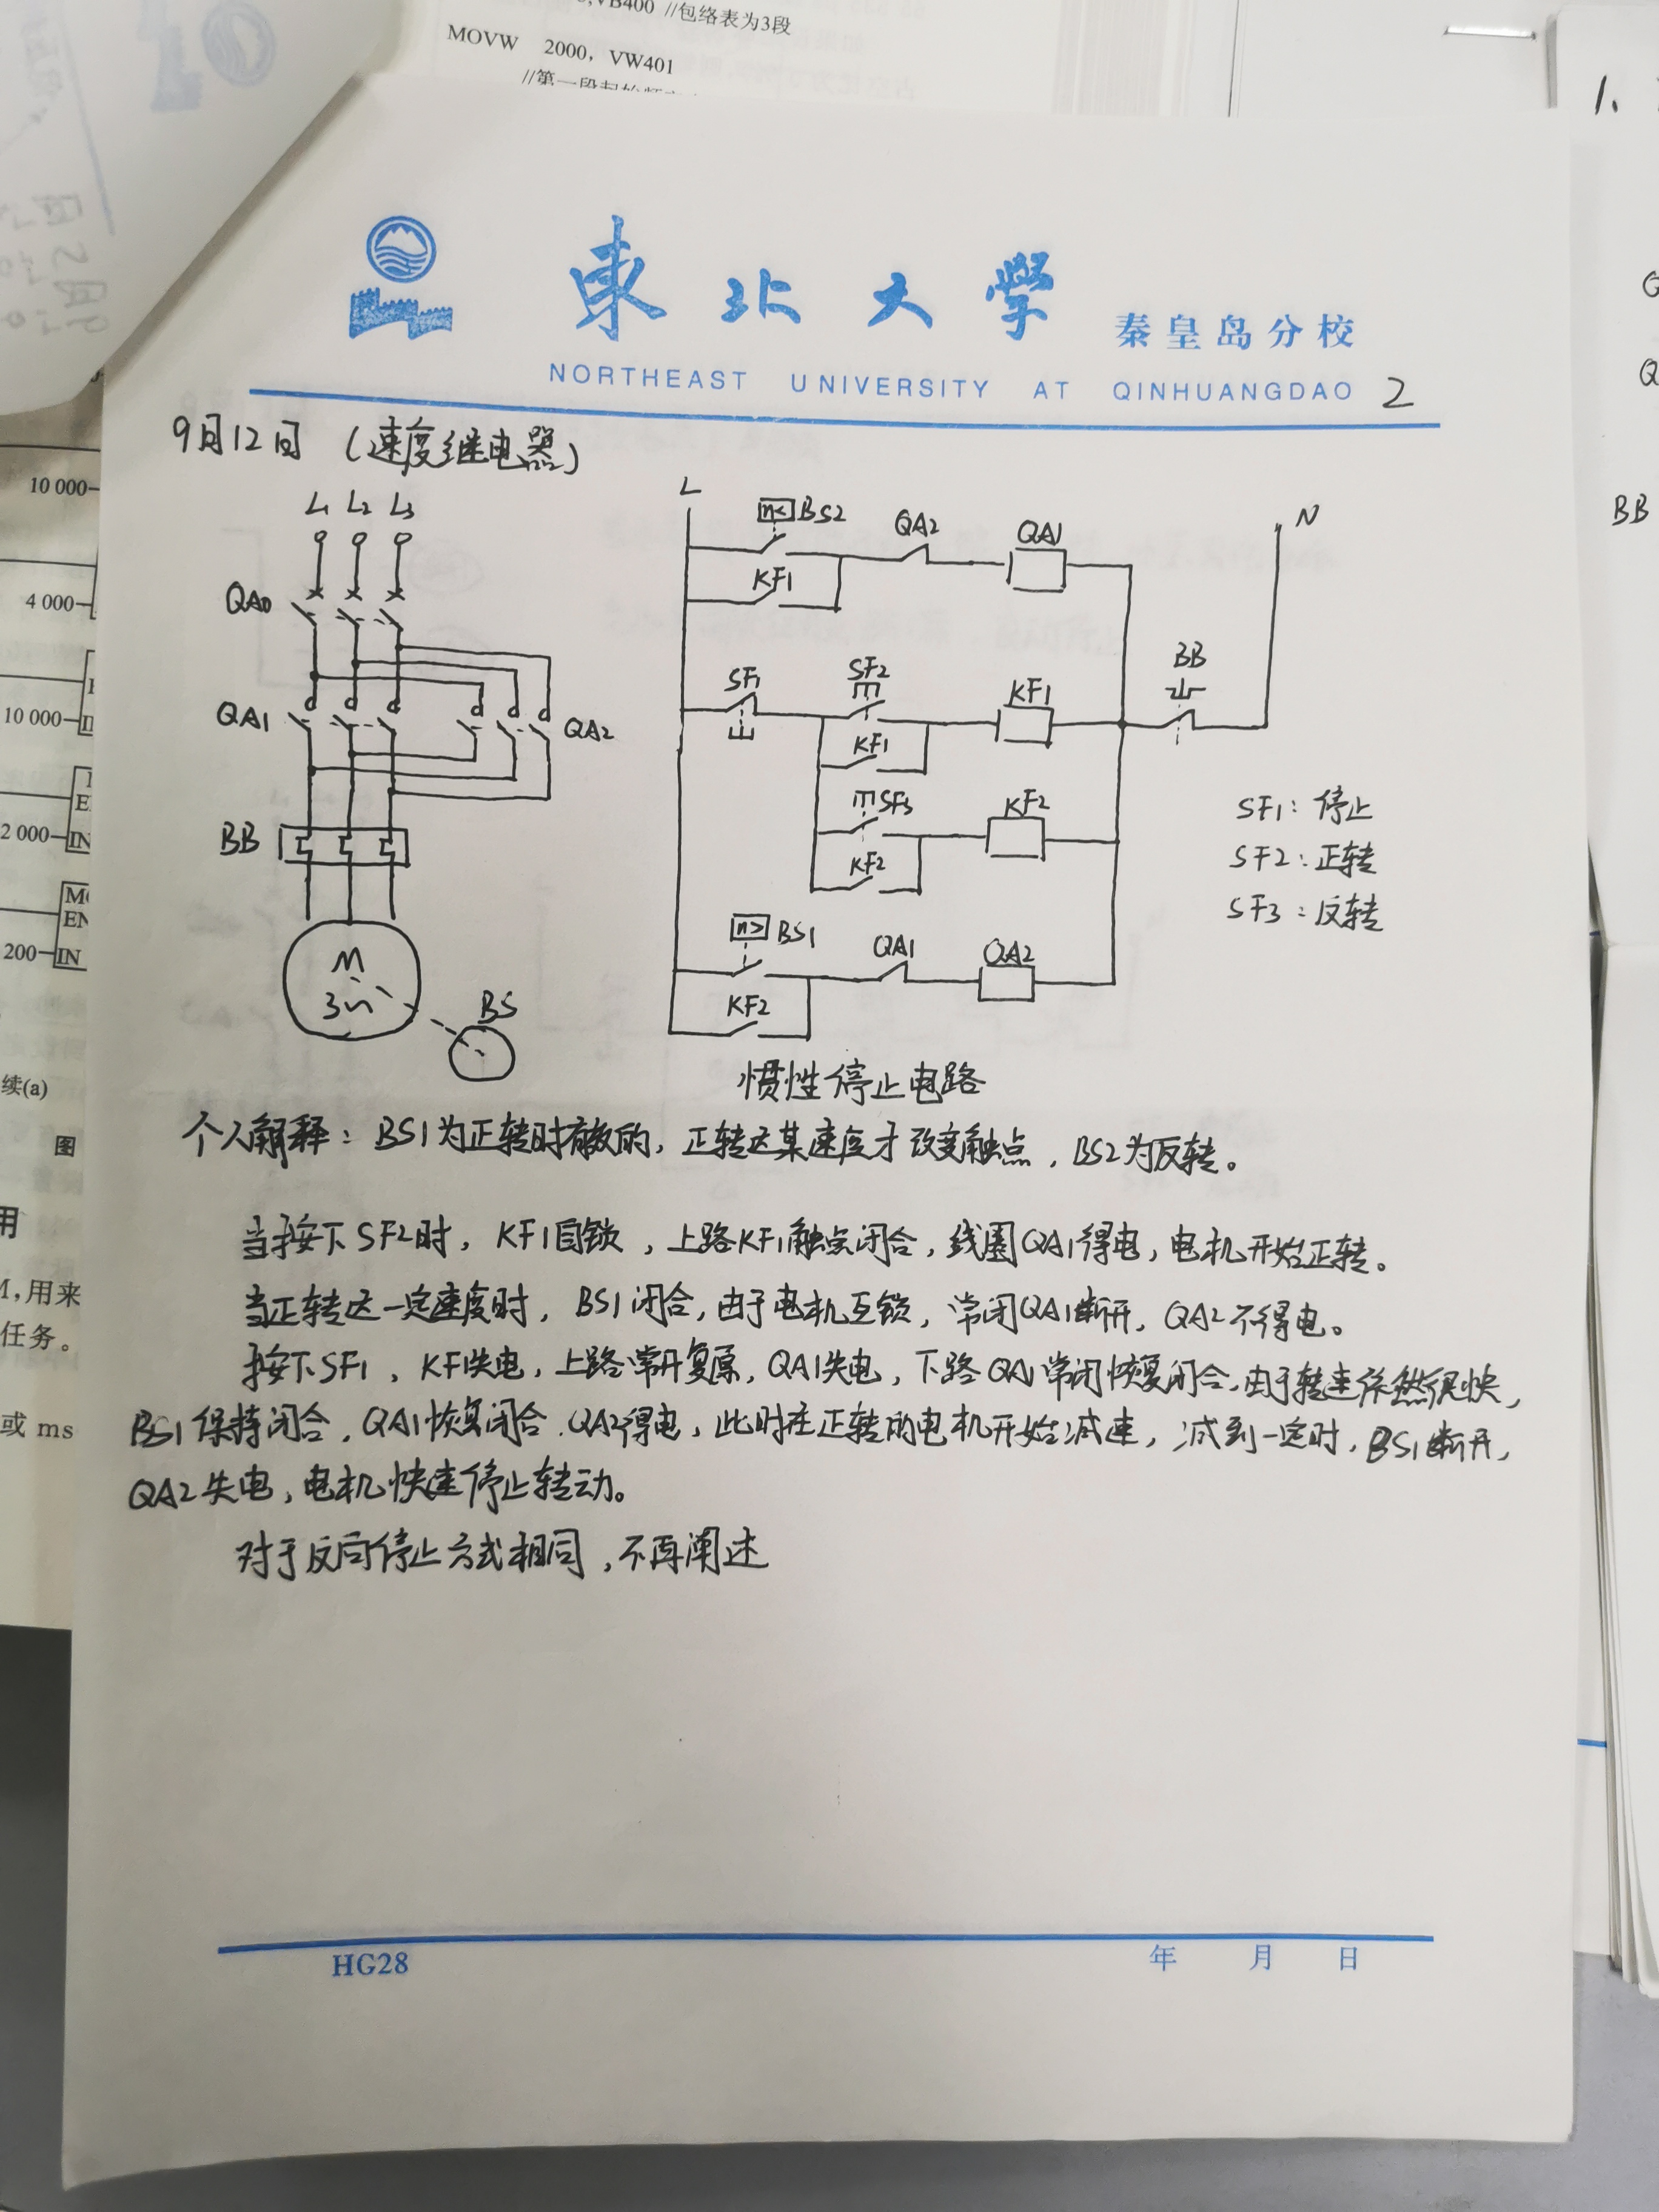 ,VB400 //包络表为3段
MOVW 2000, VW401
1.
東北大學 秦皇岛分校
NORTHEAST UNIVERSITY AT QINHUANGDAO 2
9月12日 (速度继电器)
10 000
4 000
10 000
2 000
200
IN
EN
IN
续(a)
图
用
M,用来
任务。
或 ms
BB
L1 L2 L3
QA0
QA1
QA2
BB
M
3~
BS
L
n< BS2
QA2
QA1
N
KF1
SF1
SF2
KF1
BB
KF1
SF3
KF2
KF2
n> BS1
QA1
QA2
KF2
SF1: 停止
SF2: 正转
SF3: 反转
惯性停止电路
个人解释: BS1为正转时有效的, 正转达某速度才改变触点, BS2为反转。
当按下SF2时, KF1自锁, 上路KF1触点闭合, 线圈QA1得电, 电机开始正转。
当正转达一定速度时, BS1闭合, 由于电机互锁, 常闭QA1断开, QA2不得电。
按下SF1, KF1失电, 上路常开复原, QA1失电, 下路QA1常闭恢复闭合, 由于转速依然很快,
BS1保持闭合, QA1恢复闭合, QA2得电, 此时在正转的电机开始减速, 减到一定时, BS1断开,
QA2失电, 电机快速停止转动。
对于反向停止方式相同, 不再阐述
HG28
年 月 日